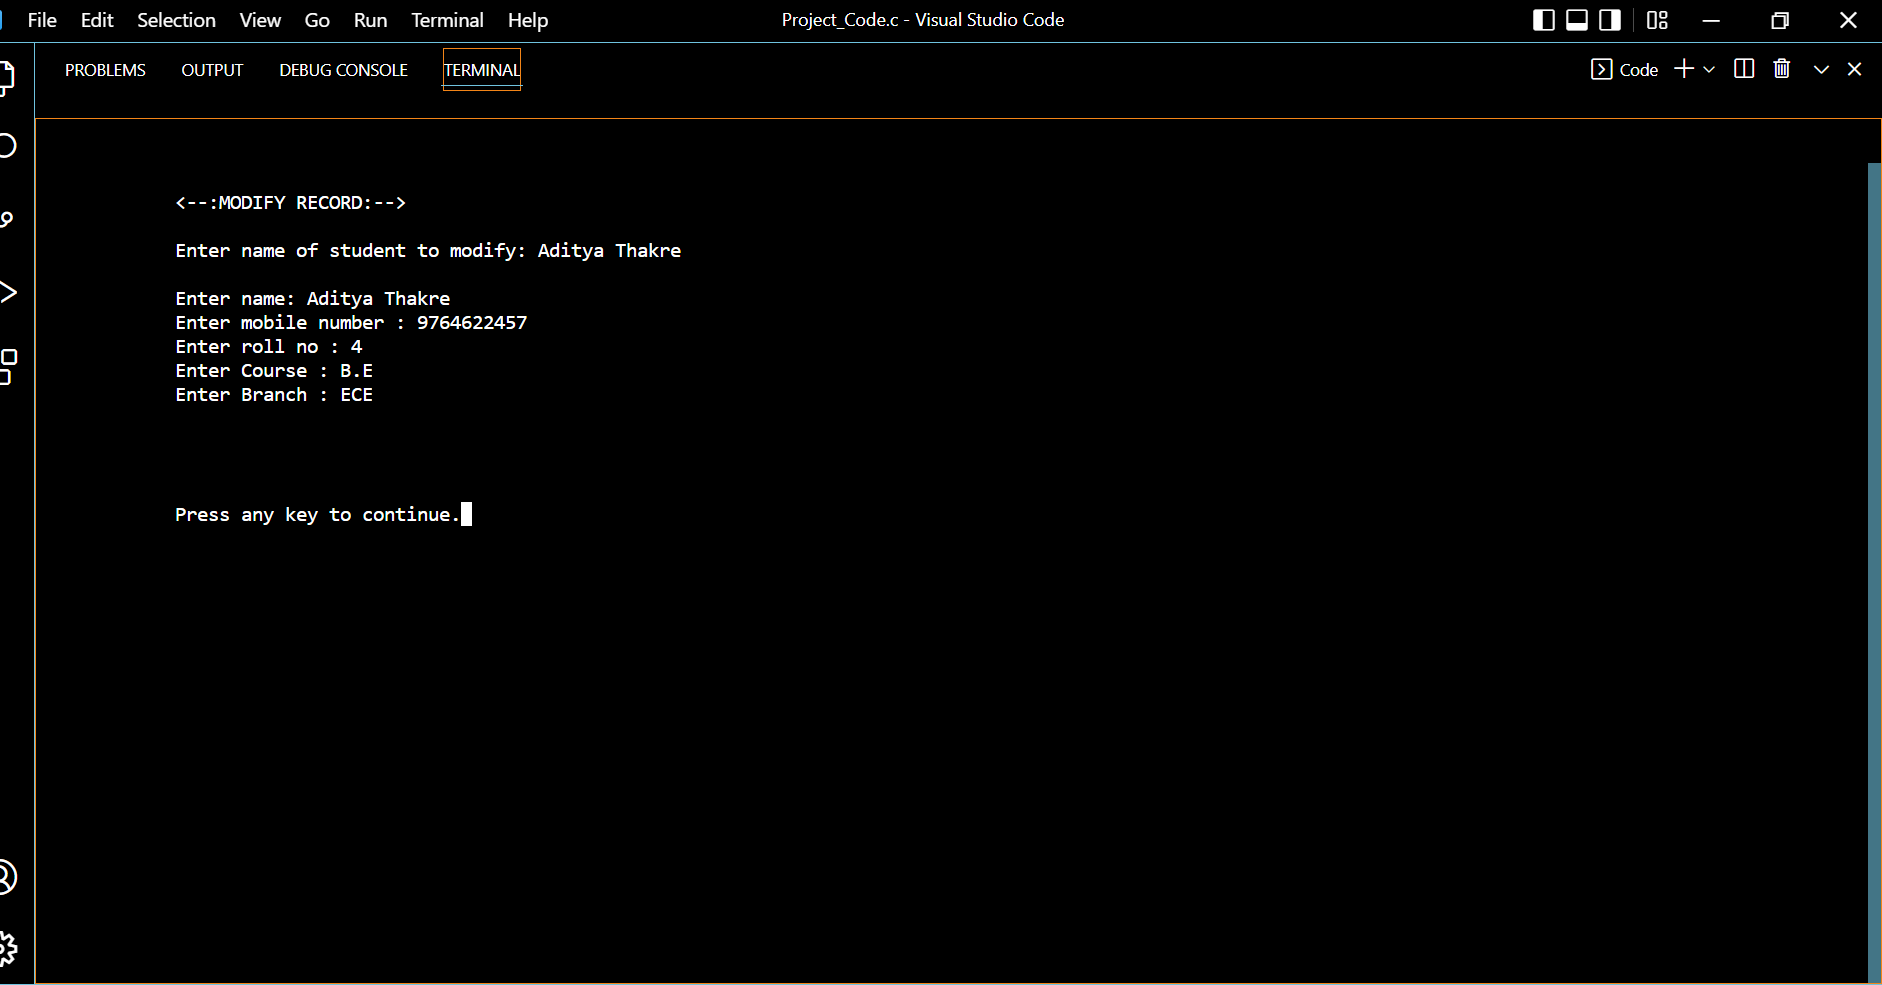 File Edit Selection View Go Run Terminal Help Project_Code.c - Visual Studio Code
PROBLEMS OUTPUT DEBUG CONSOLE TERMINAL Code
<--:MODIFY RECORD:-->
Enter name of student to modify: Aditya Thakre
Enter name: Aditya Thakre
Enter mobile number : 9764622457
Enter roll no : 4
Enter Course : B.E
Enter Branch : ECE
Press any key to continue.